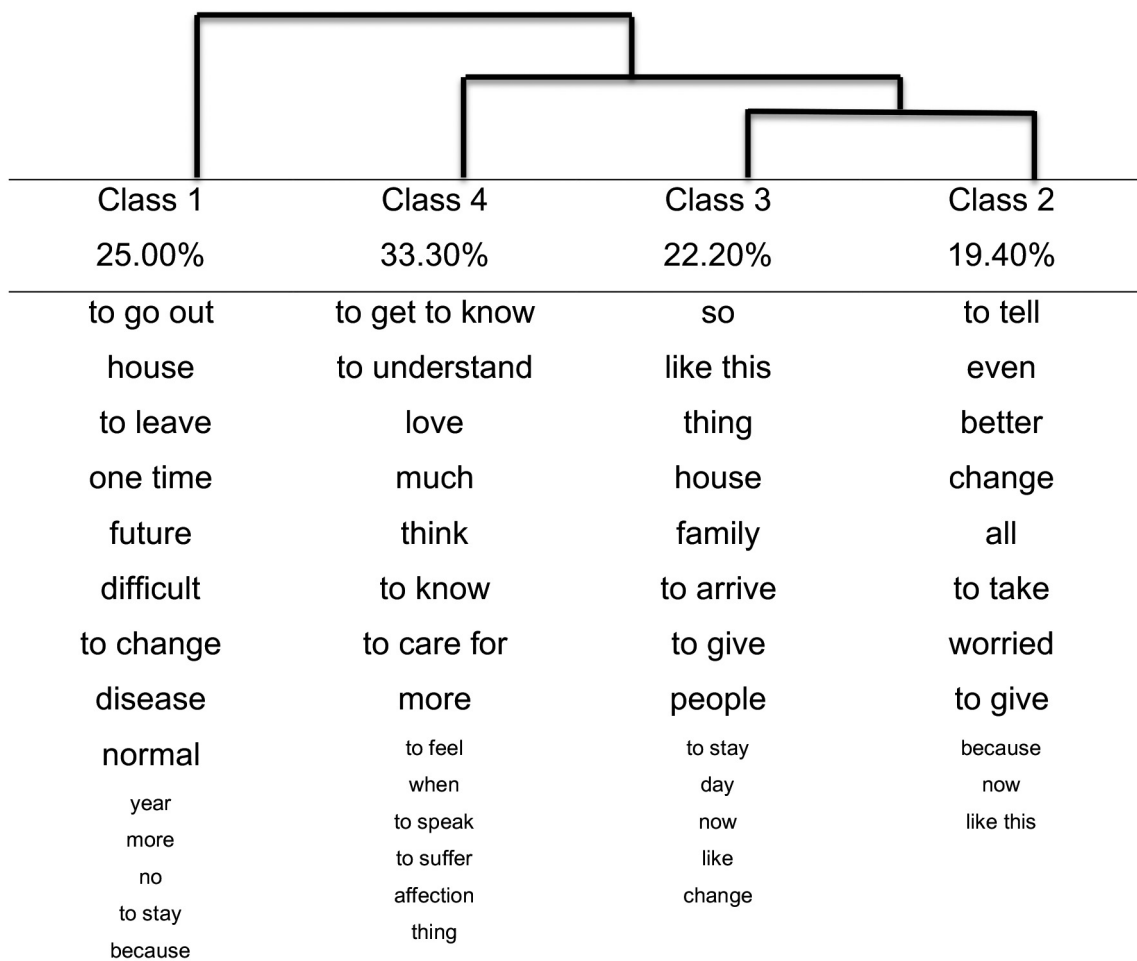 Class 1 Class 4 Class 3 Class 2
25.00% 33.30% 22.20% 19.40%
to go out to get to know so to tell
house to understand like this even
to leave love thing better
one time much house change
future think family all
difficult to know to arrive to take
to change to care for to give worried
disease more people to give
normal to feel to stay because
year when day now
more to speak now like this
no to suffer like
to stay affection change
because thing